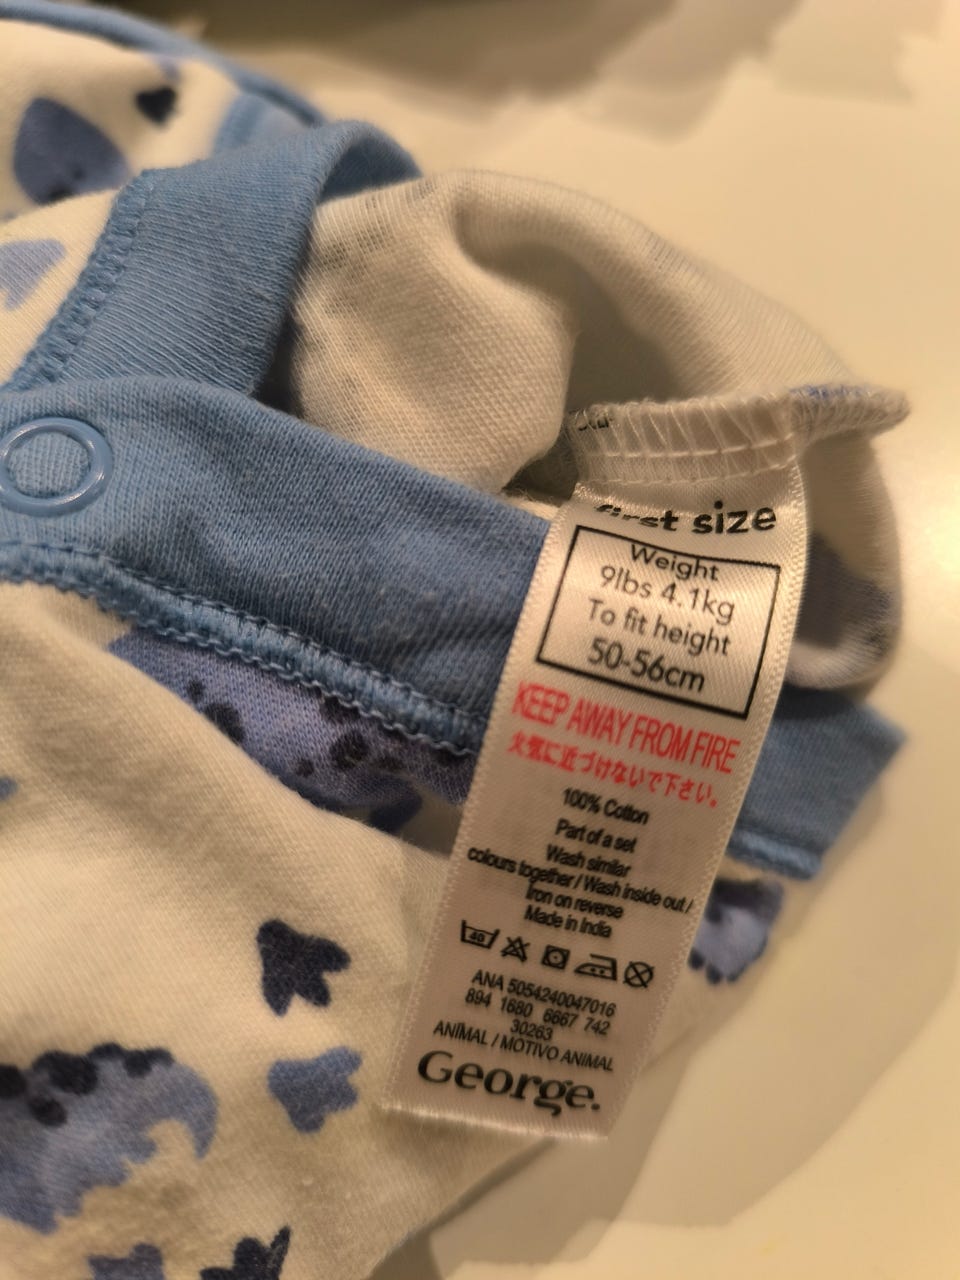 first size
Weight
9lbs 4.1kg
To fit height
50-56cm
KEEP AWAY FROM FIRE
火気に近づけないで下さい。
100% Cotton
Part of a set
Wash similar
colours together / Wash inside out /
Iron on reverse
Made in India
40
ANA 5054240047016
894 1680 6667 742
30263
ANIMAL / MOTIVO ANIMAL
George.